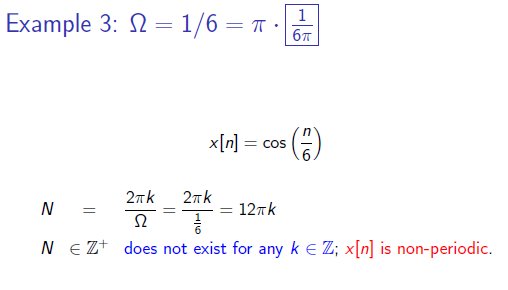 Example 3: Ω = 1/6 = π · 1/6π
x[n] = cos (n/6)
N = 2πk/Ω = 2πk/(1/6) = 12πk
N ∈ ℤ⁺ does not exist for any k ∈ ℤ; x[n] is non-periodic.